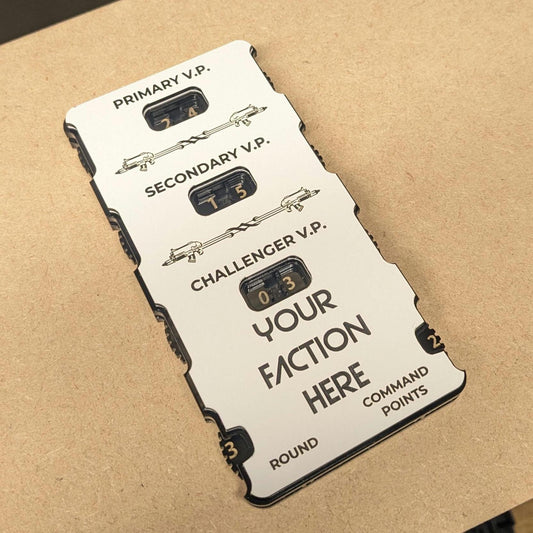 PRIMARY V.P.
2 4
SECONDARY V.P.
1 5
CHALLENGER V.P.
0 3
YOUR
FACTION
HERE
2
COMMAND
POINTS
3
ROUND